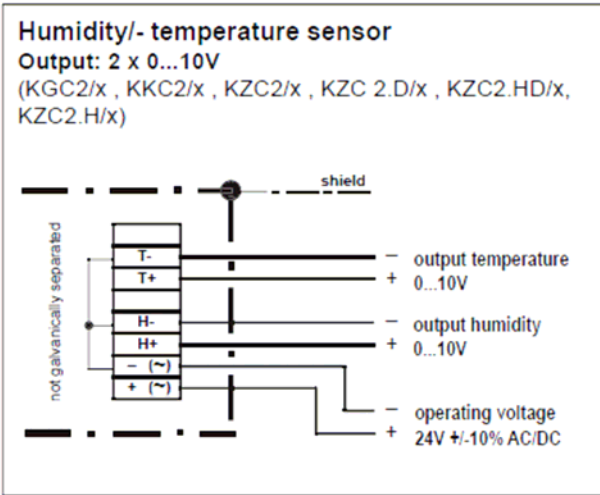 Humidity/- temperature sensor
Output: 2 x 0...10V
(KGC2/x , KKC2/x , KZC2/x , KZC 2.D/x , KZC2.HD/x,
KZC2.H/x)
shield
not galvanically separated
T-
− output temperature
T+
+ 0...10V
H-
− output humidity
H+
+ 0...10V
− (~)
+ (~)
− operating voltage
+ 24V +/-10% AC/DC